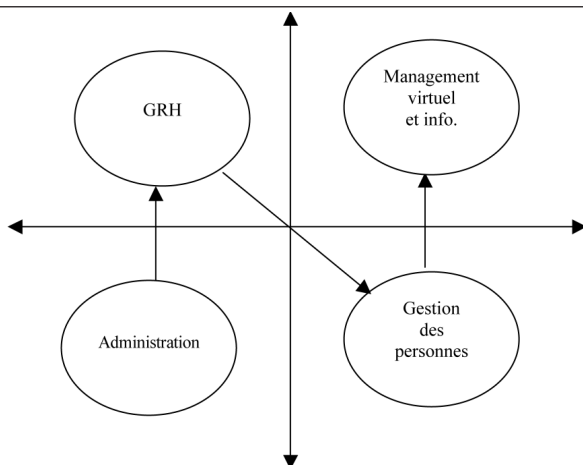 GRH
Management
virtuel
et info.
Administration
Gestion
des
personnes